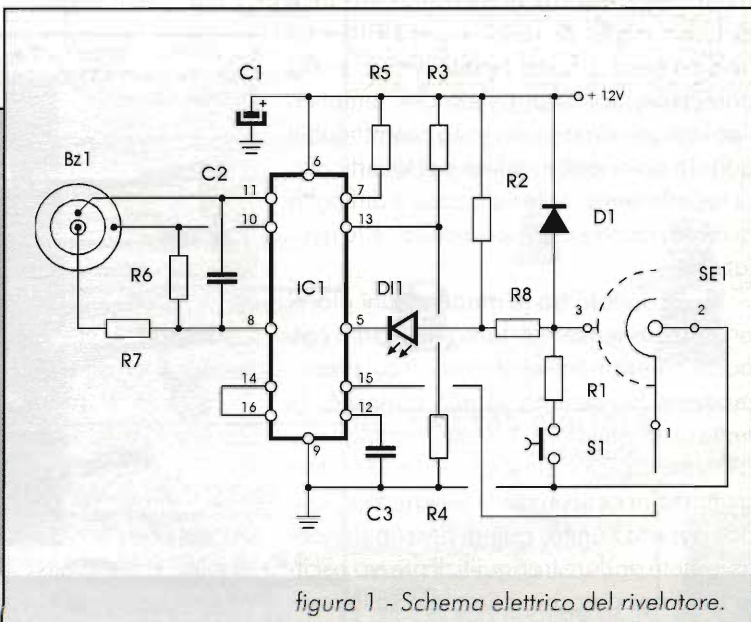 C1
R5
R3
+
+ 12V
Bz1
C2
6
R2
11
7
D1
10
13
SE1
R6
IC1
DI1
R8
3
2
8
5
R7
R1
14
15
16
12
S1
1
9
C3
R4
figura 1 - Schema elettrico del rivelatore.